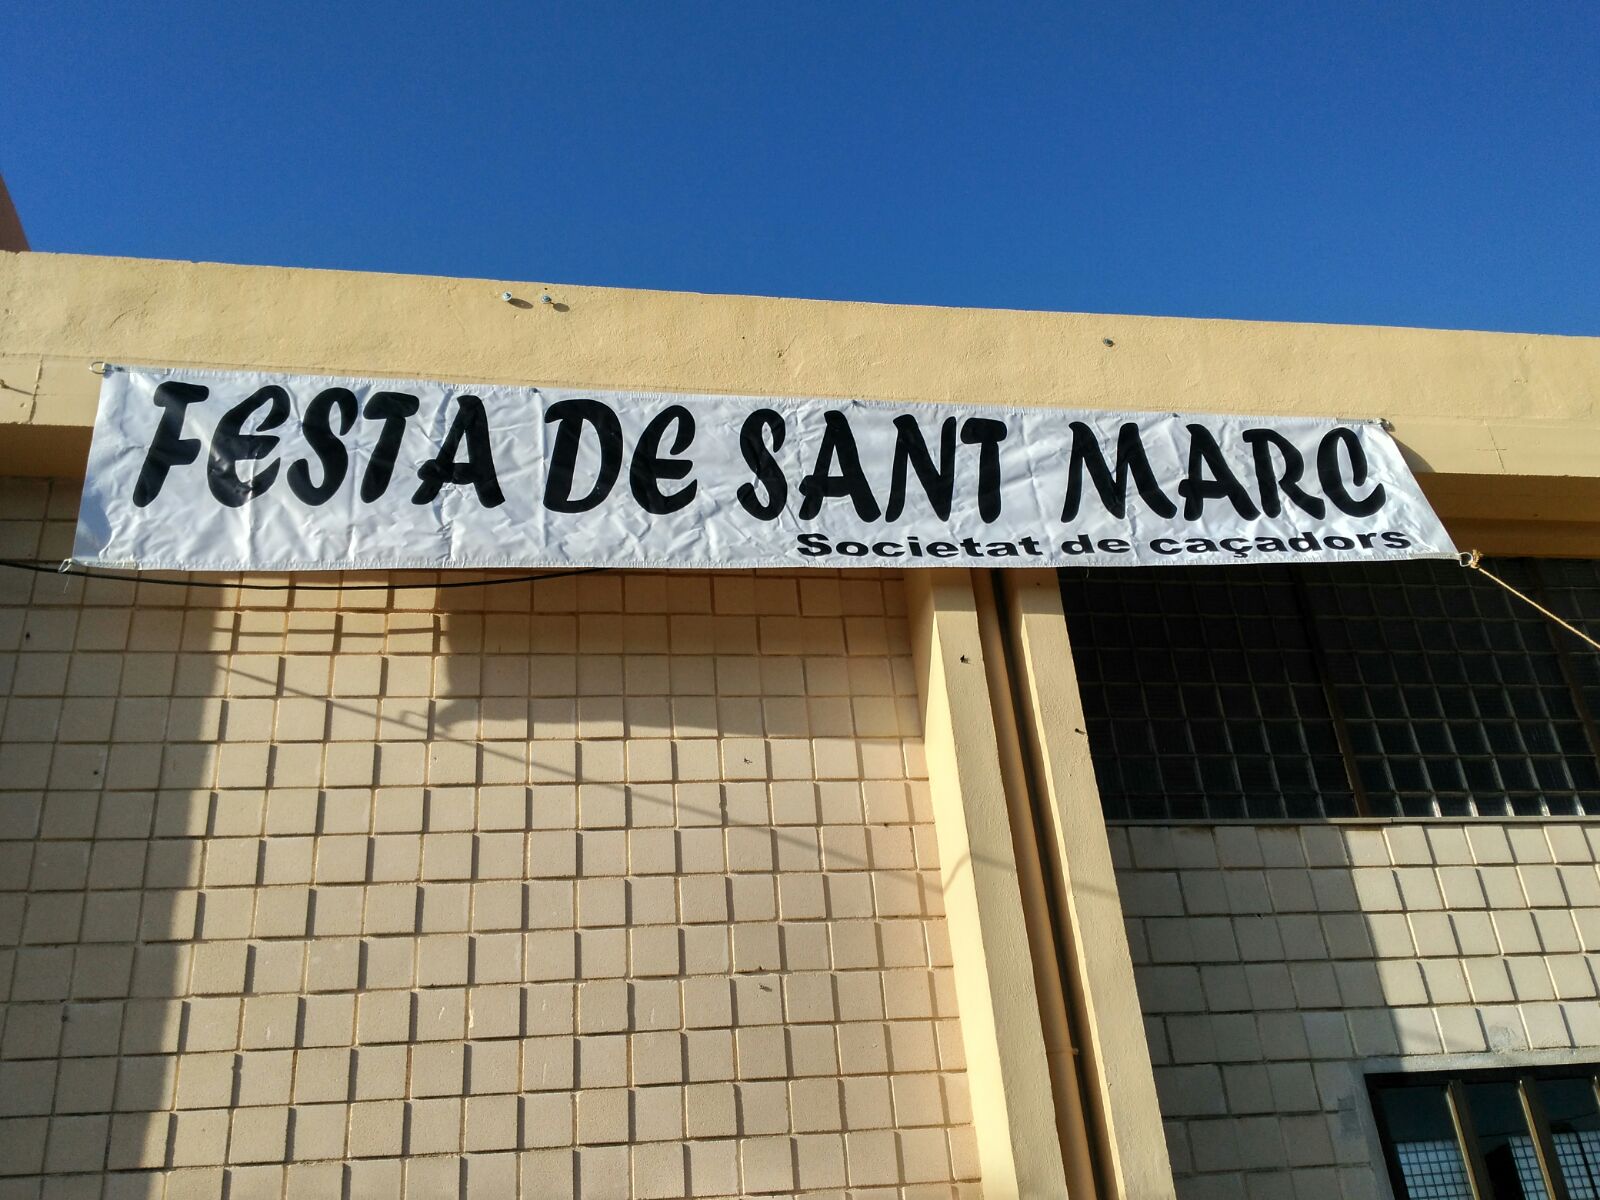 FESTA DE SANT MARC
Societat de caçadors